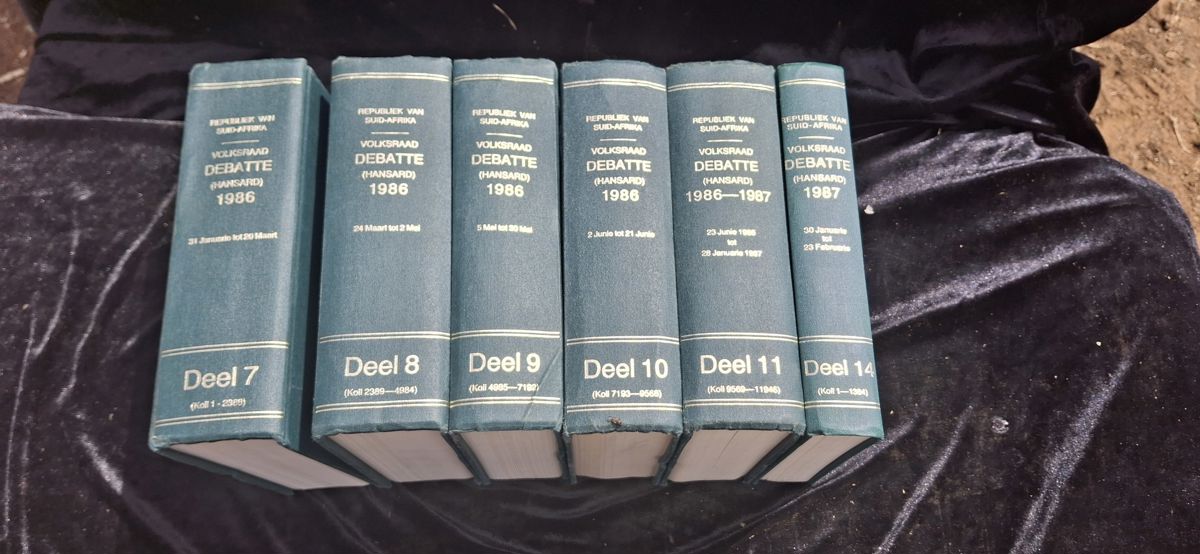 REPUBLIEK VAN
SUID-AFRIKA
VOLKSRAAD
DEBATTE
(HANSARD)
1986
31 Januarie tot 20 Maart
Deel 7
(Koll 1 - 2388)
REPUBLIEK VAN
SUID-AFRIKA
VOLKSRAAD
DEBATTE
(HANSARD)
1986
24 Maart tot 2 Mei
Deel 8
(Koll 2389—4984)
REPUBLIEK VAN
SUID-AFRIKA
VOLKSRAAD
DEBATTE
(HANSARD)
1986
5 Mei tot 30 Mei
Deel 9
(Koll 4985—7192)
REPUBLIEK VAN
SUID-AFRIKA
VOLKSRAAD
DEBATTE
(HANSARD)
1986
2 Junie tot 21 Junie
Deel 10
(Koll 7193—9568)
REPUBLIEK VAN
SUID-AFRIKA
VOLKSRAAD
DEBATTE
(HANSARD)
1986—1987
23 Junie 1986
tot
28 Januarie 1987
Deel 11
(Koll 9569—11946)
REPUBLIEK VAN
SUID-AFRIKA
VOLKSRAAD
DEBATTE
(HANSARD)
1987
30 Januarie
tot
23 Februarie
Deel 14
(Koll 1—1384)